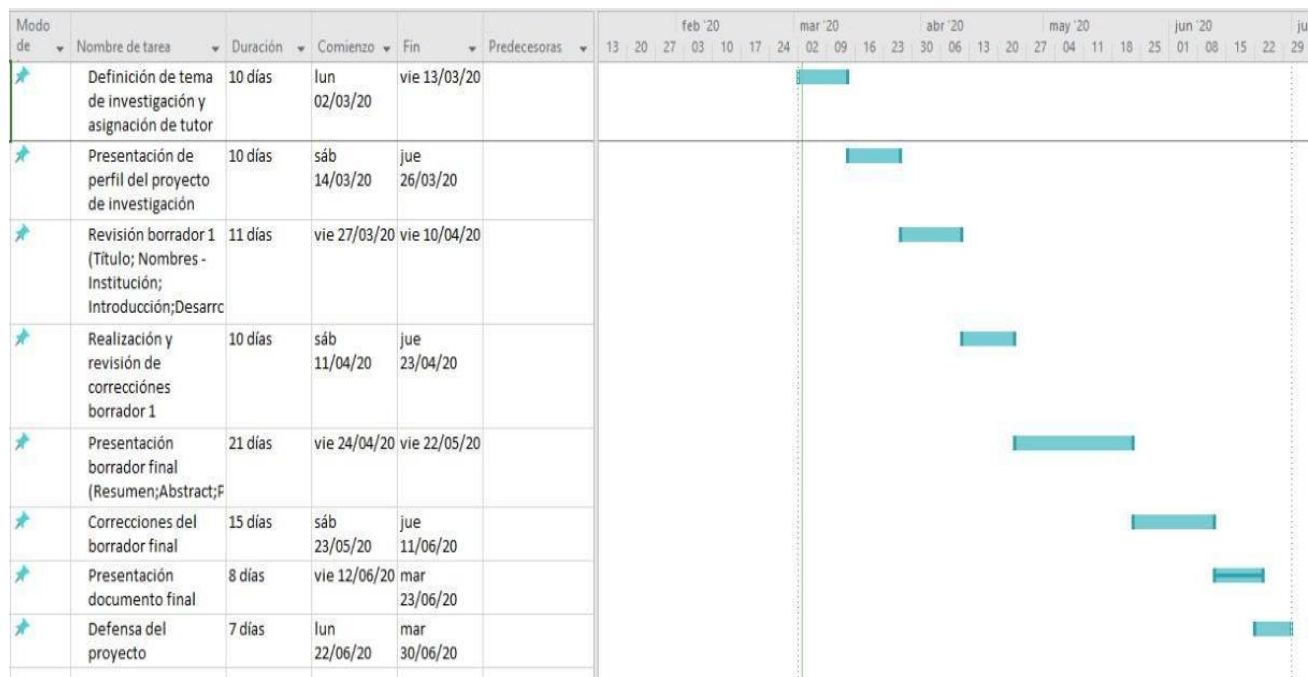 Modo de
Nombre de tarea
Duración
Comienzo
Fin
Predecesoras
feb '20
mar '20
abr '20
may '20
jun '20
ju
13 20 27 03 10 17 24 02 09 16 23 30 06 13 20 27 04 11 18 25 01 08 15 22 29
Definición de tema 10 días lun vie 13/03/20
de investigación y 02/03/20
asignación de tutor
Presentación de 10 días sáb jue
perfil del proyecto 14/03/20 26/03/20
de investigación
Revisión borrador 1 11 días vie 27/03/20 vie 10/04/20
(Título; Nombres -
Institución;
Introducción;Desarrc
Realización y 10 días sáb jue
revisión de 11/04/20 23/04/20
correcciónes
borrador 1
Presentación 21 días vie 24/04/20 vie 22/05/20
borrador final
(Resumen;Abstract;P
Correcciones del 15 días sáb jue
borrador final 23/05/20 11/06/20
Presentación 8 días vie 12/06/20 mar
documento final 23/06/20
Defensa del 7 días lun mar
proyecto 22/06/20 30/06/20